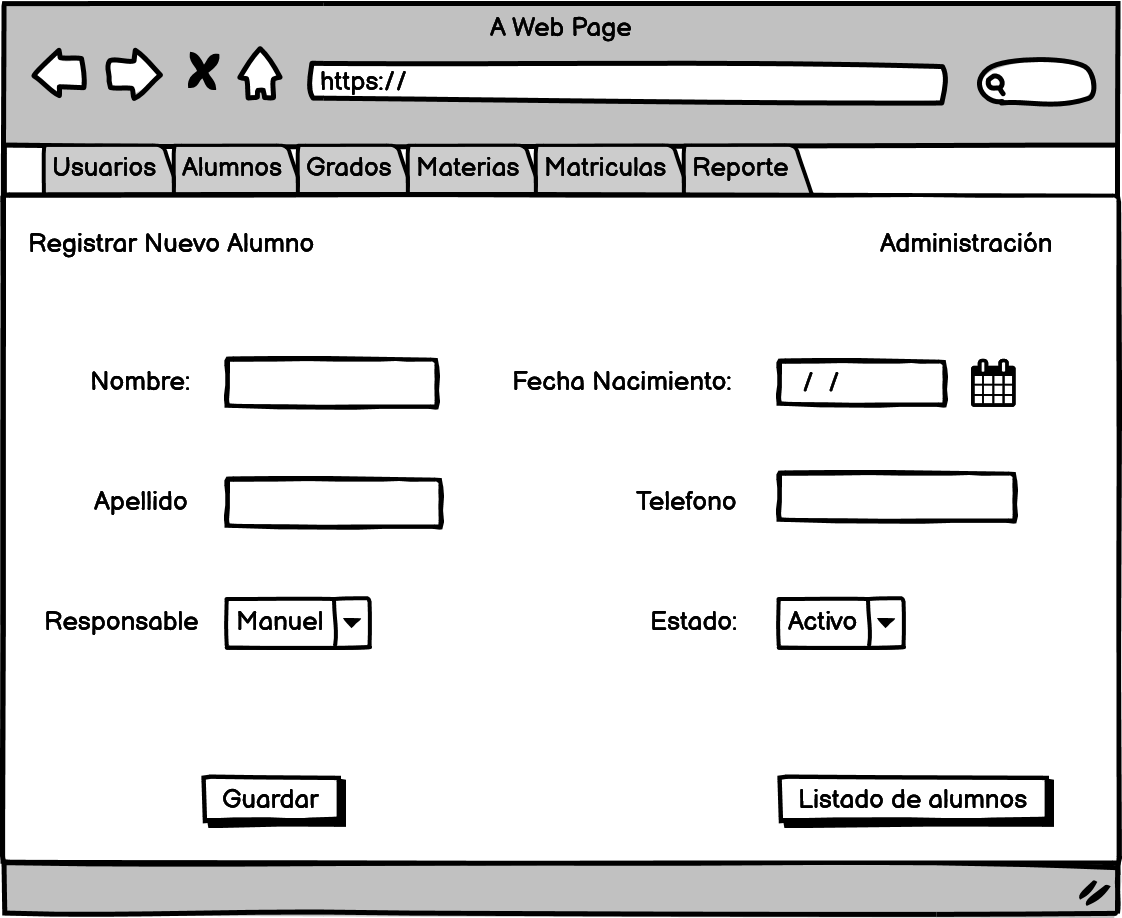 A Web Page
https://
Usuarios Alumnos Grados Materias Matriculas Reporte
Registrar Nuevo Alumno Administración
Nombre: Fecha Nacimiento: / /
Apellido Telefono
Responsable Manuel Estado: Activo
Guardar Listado de alumnos